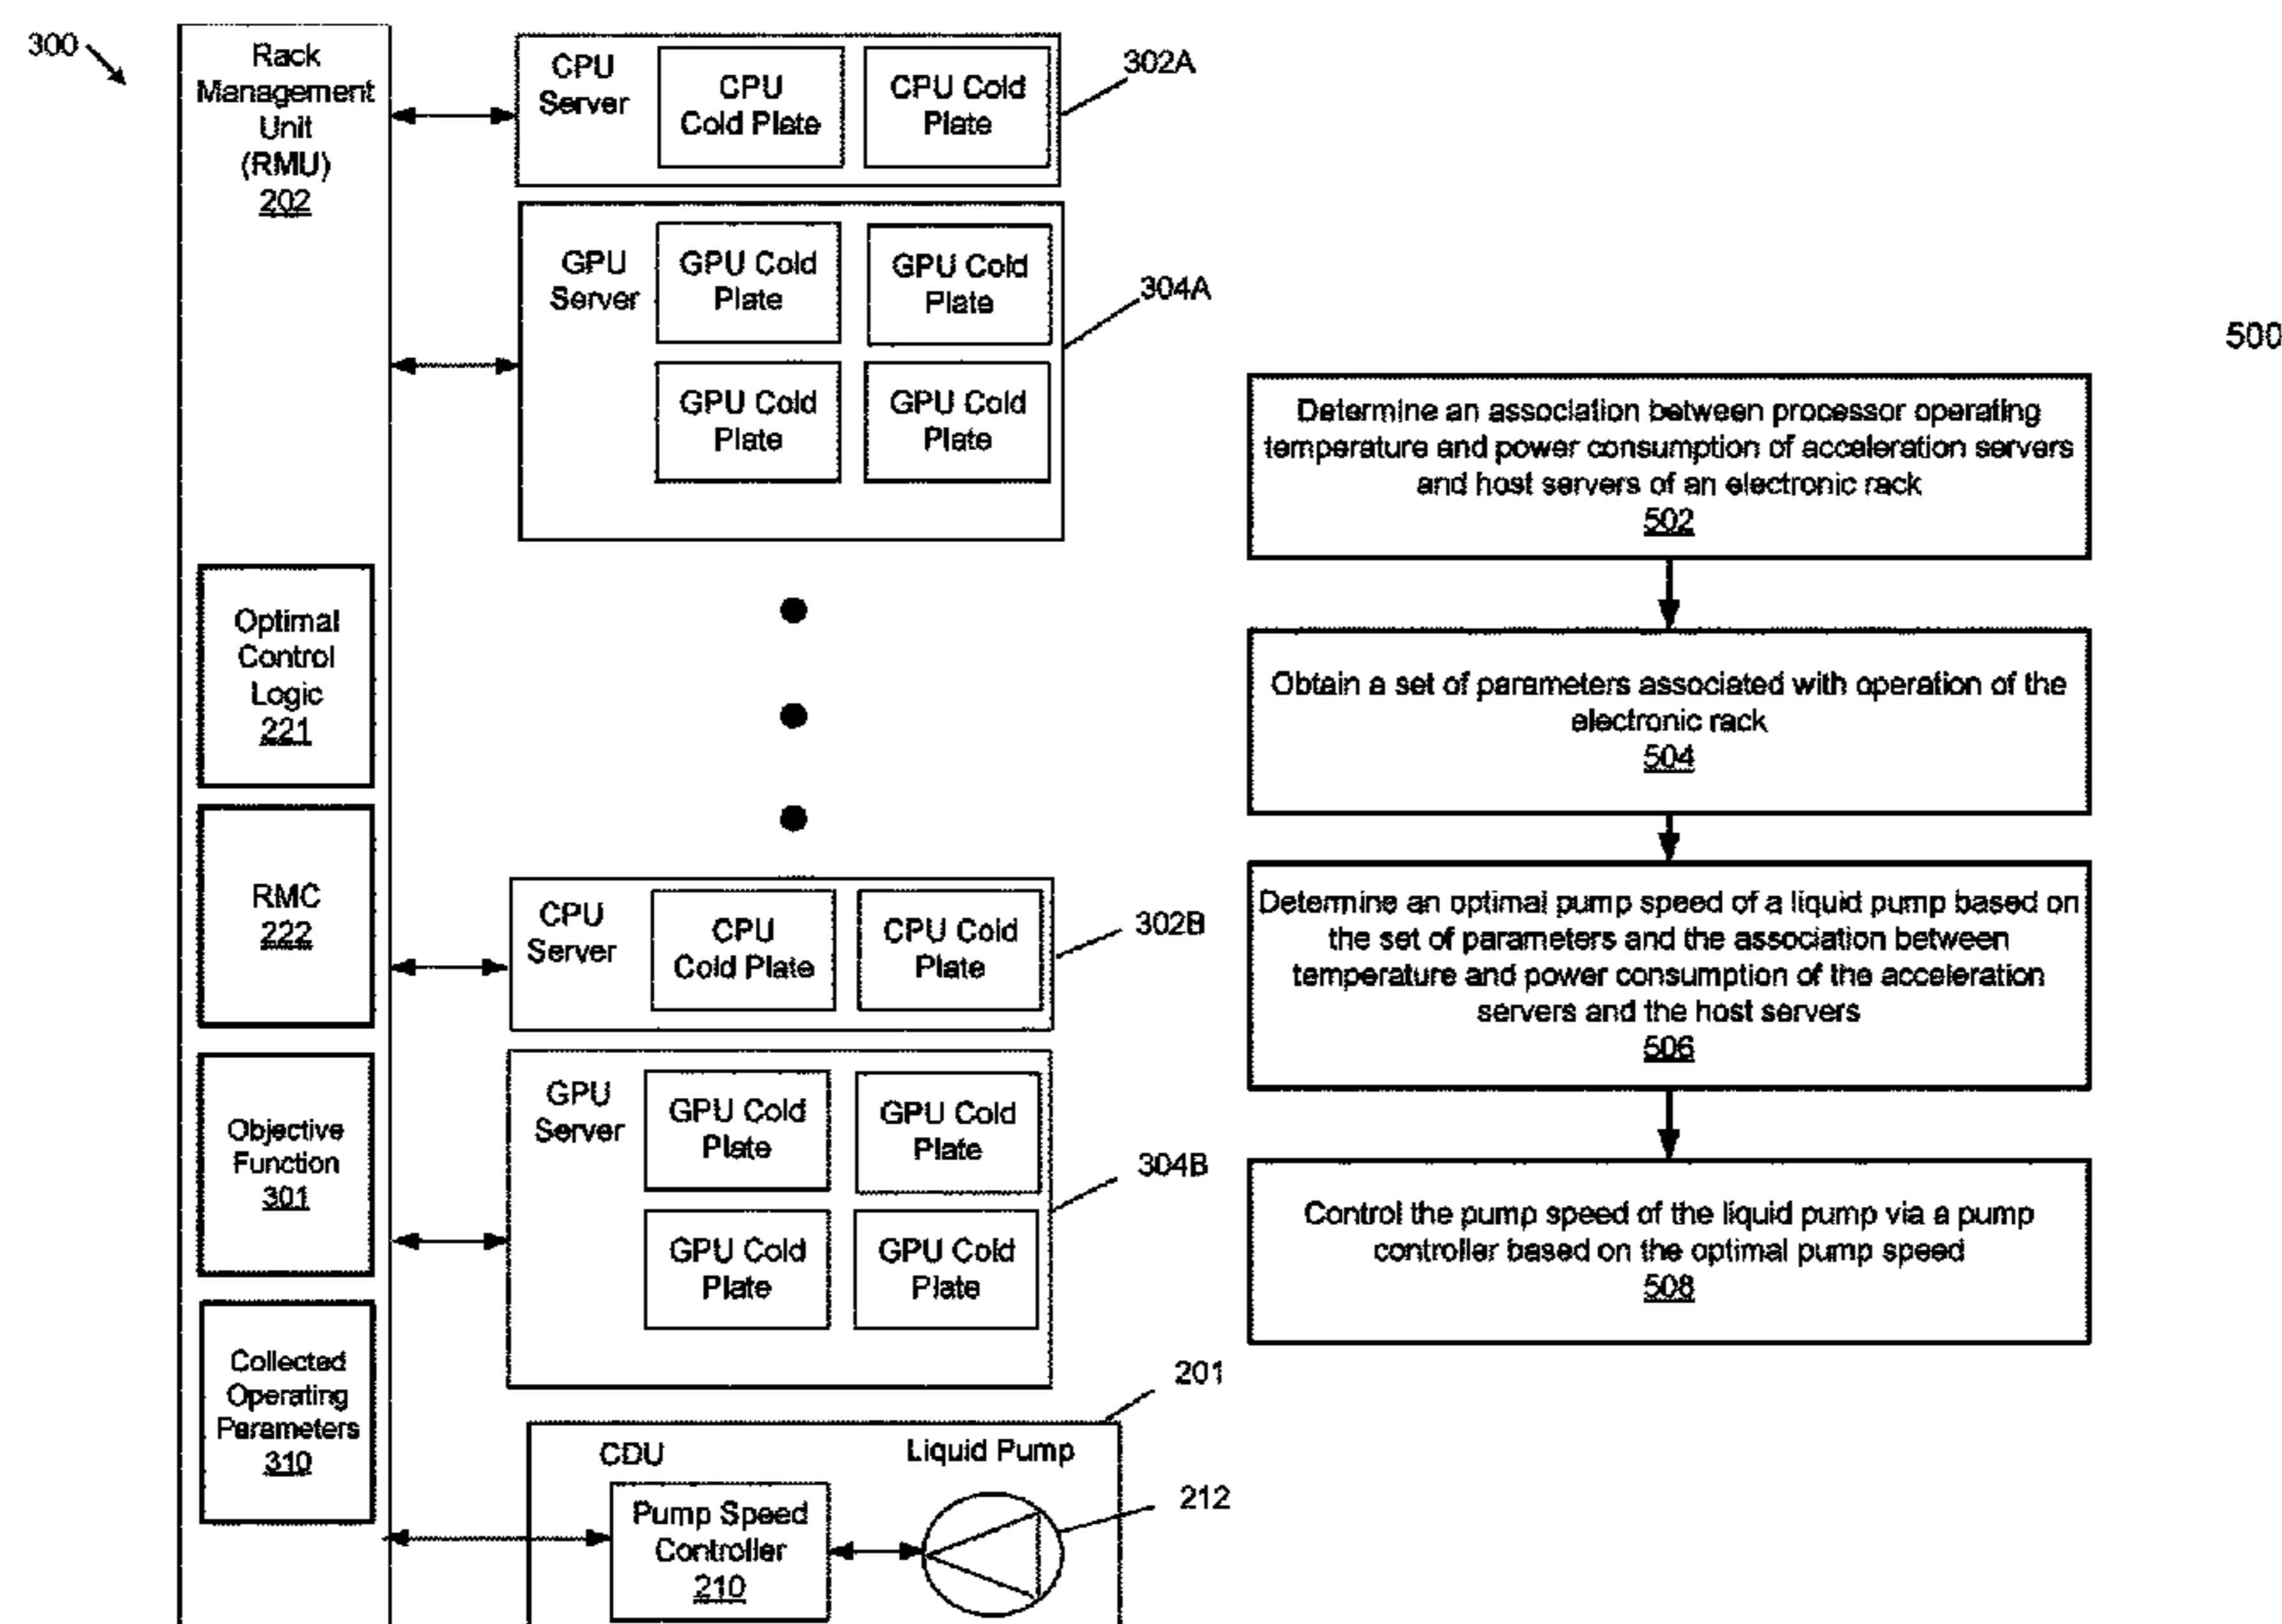 300
Rack
Management
Unit
(RMU)
202
Optimal
Control
Logic
221
RMC
222
Objective
Function
301
Collected
Operating
Parameters
310
CPU
Server
CPU
Cold Plate
CPU Cold
Plate
302A
GPU
Server
GPU Cold
Plate
GPU Cold
Plate
GPU Cold
Plate
GPU Cold
Plate
304A
CPU
Server
CPU
Cold Plate
CPU Cold
Plate
302B
GPU
Server
GPU Cold
Plate
GPU Cold
Plate
GPU Cold
Plate
GPU Cold
Plate
304B
201
CDU
Liquid Pump
Pump Speed
Controller
210
212
500
Determine an association between processor operating
temperature and power consumption of acceleration servers
and host servers of an electronic rack
502
Obtain a set of parameters associated with operation of the
electronic rack
504
Determine an optimal pump speed of a liquid pump based on
the set of parameters and the association between
temperature and power consumption of the acceleration
servers and the host servers
506
Control the pump speed of the liquid pump via a pump
controller based on the optimal pump speed
508